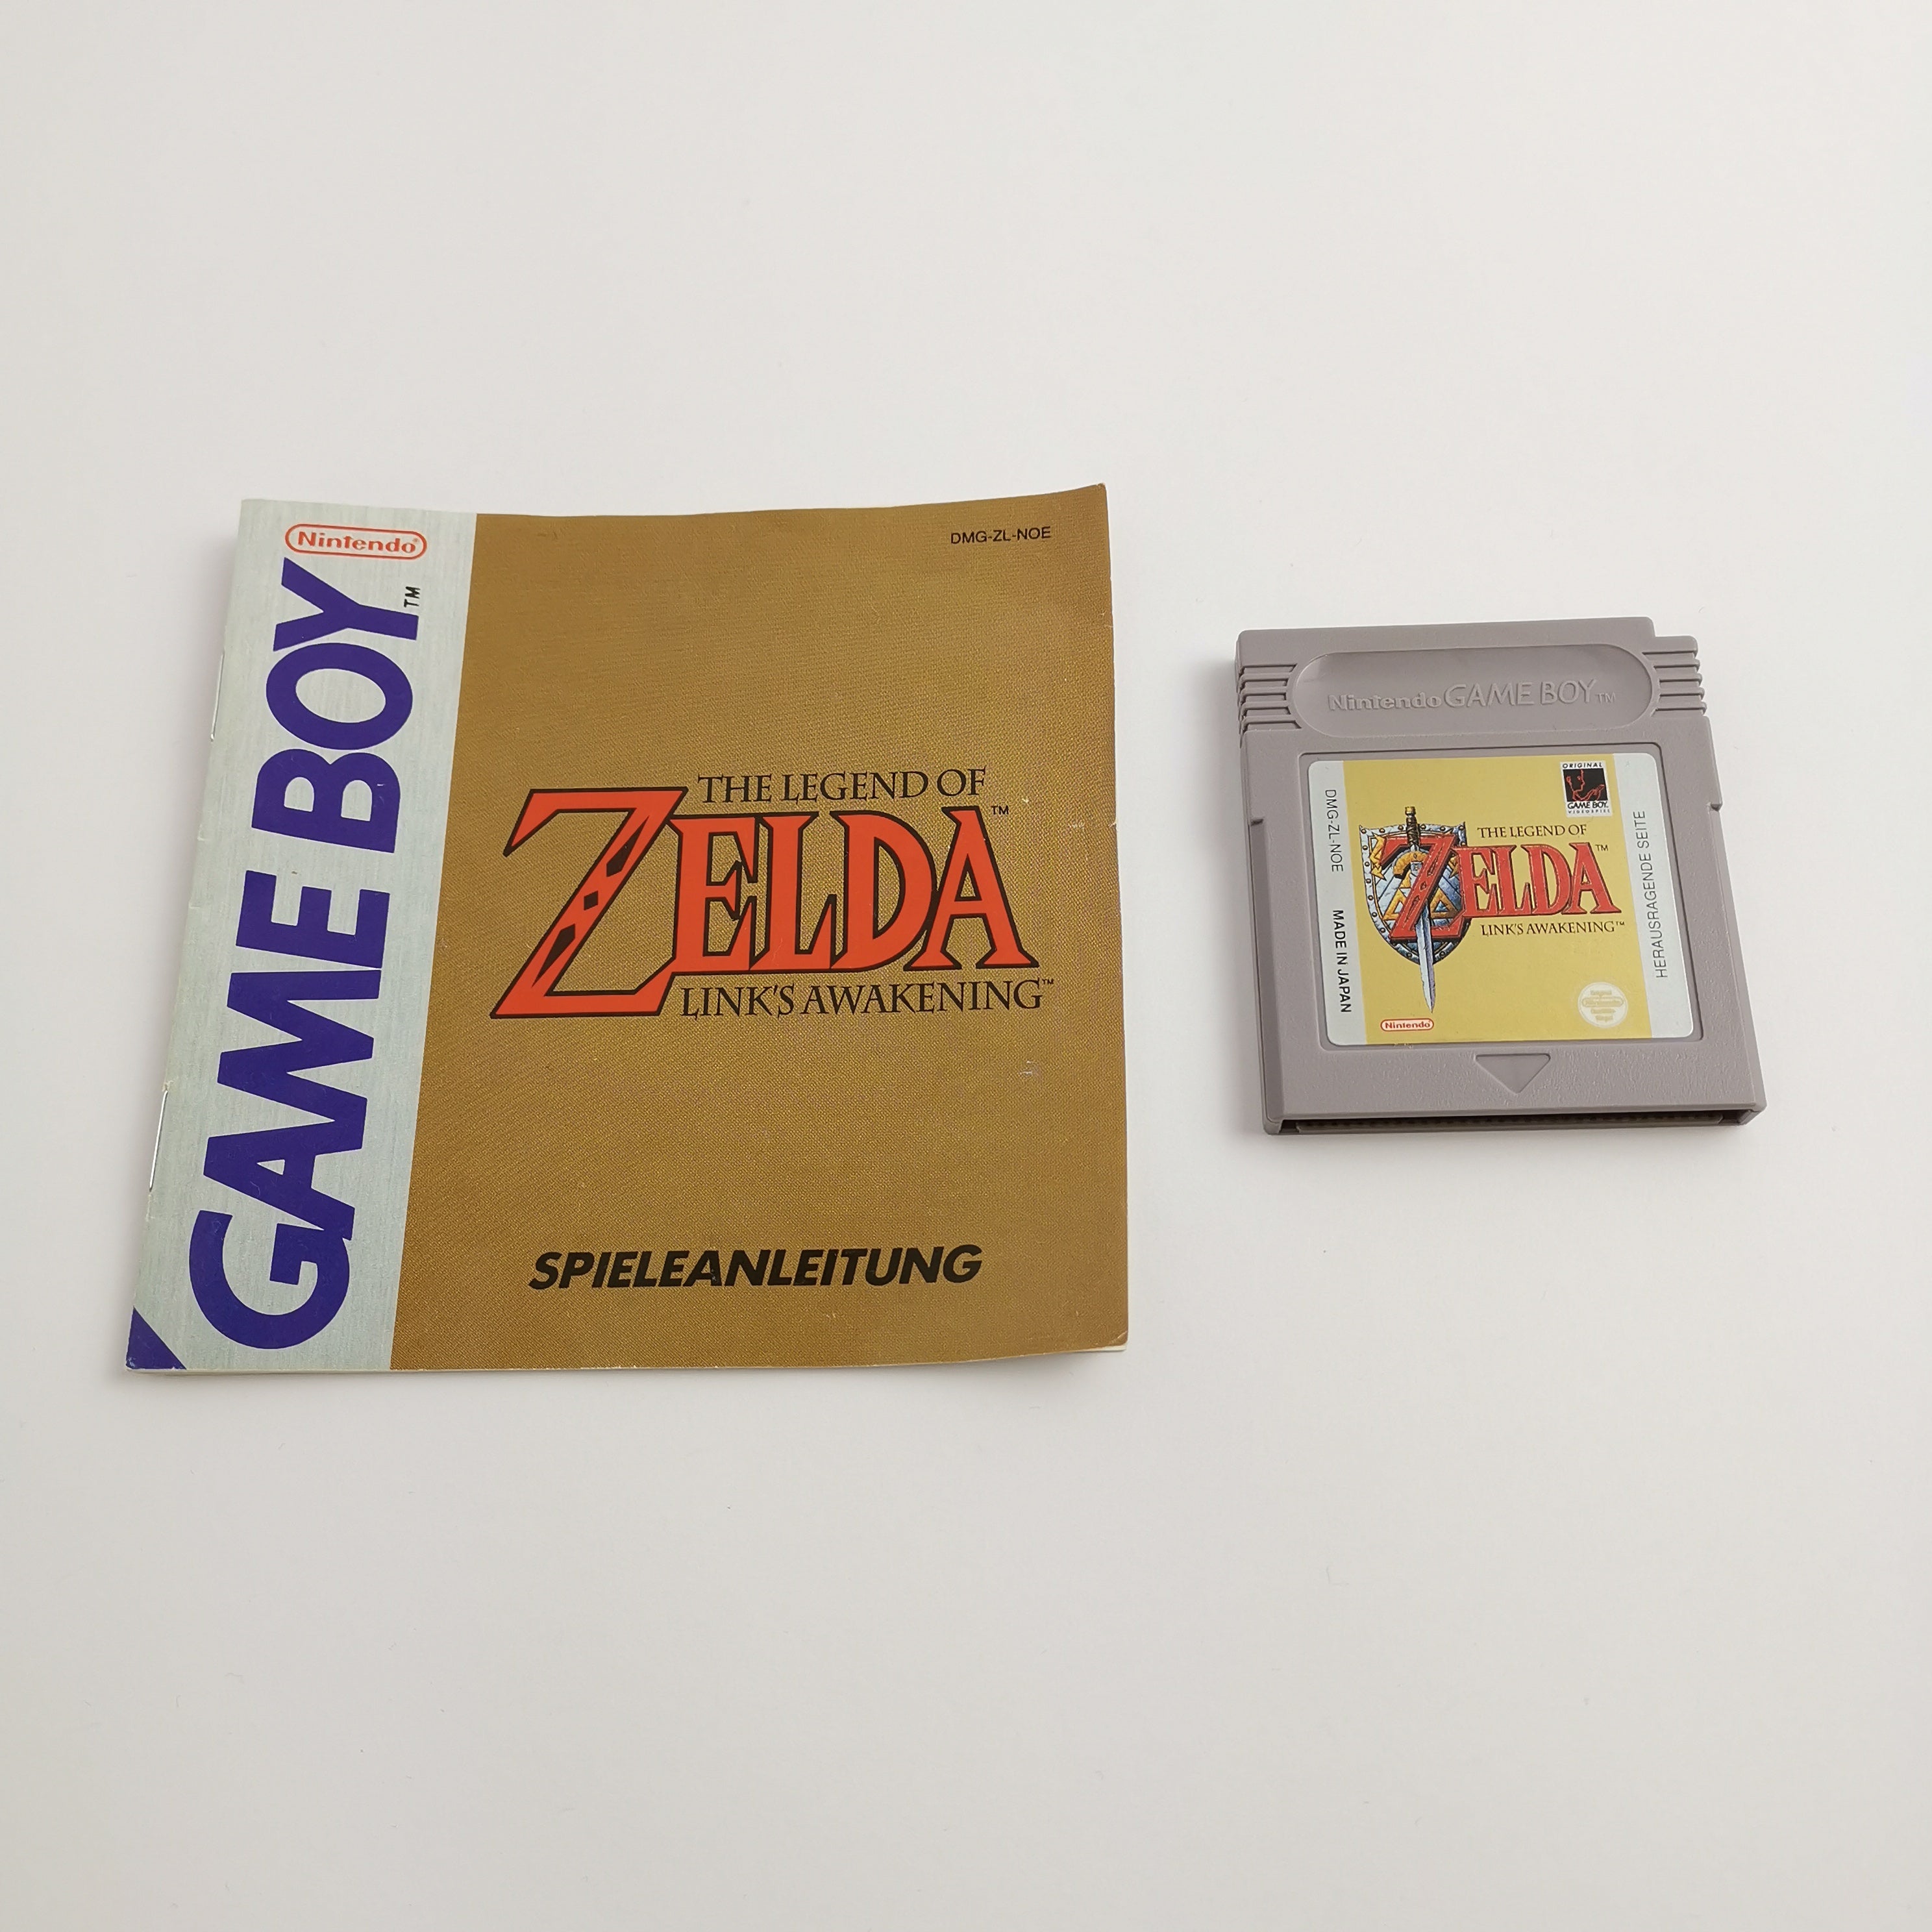 Nintendo®
GAME BOY™
DMG-ZL-NOE
THE LEGEND OF
ZELDA™
LINK'S AWAKENING™
SPIELEANLEITUNG
Nintendo GAME BOY™
DMG-ZL-NOE
MADE IN JAPAN
ORIGINAL
GAME BOY
VIDEOSPIEL
THE LEGEND OF
ZELDA™
LINK'S AWAKENING™
Nintendo
HERAUSRAGENDE SEITE